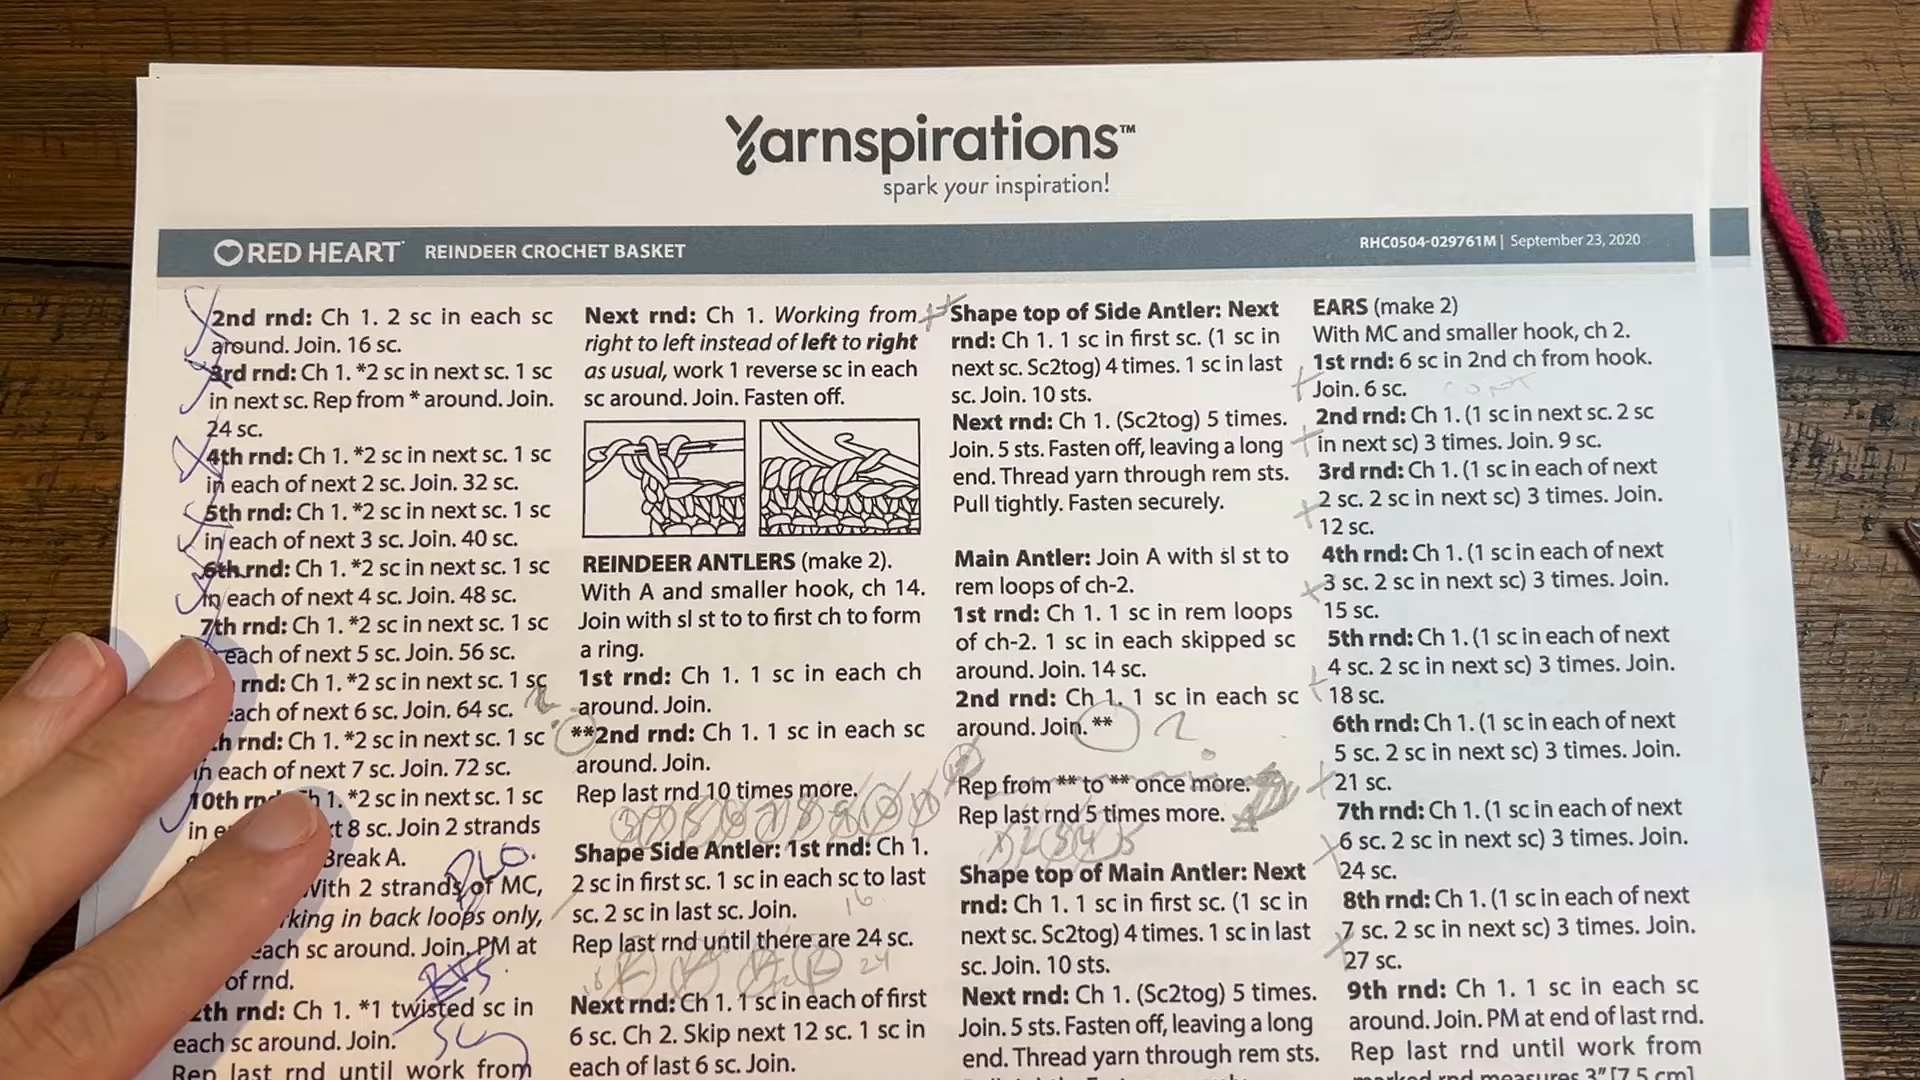 Yarnspirations™
spark your inspiration!
RED HEART REINDEER CROCHET BASKET
RHC0504-029761M | September 23, 2020
2nd rnd: Ch 1. 2 sc in each sc
around. Join. 16 sc.
3rd rnd: Ch 1. *2 sc in next sc. 1 sc
in next sc. Rep from * around. Join.
24 sc.
4th rnd: Ch 1. *2 sc in next sc. 1 sc
in each of next 2 sc. Join. 32 sc.
5th rnd: Ch 1. *2 sc in next sc. 1 sc
in each of next 3 sc. Join. 40 sc.
6th rnd: Ch 1. *2 sc in next sc. 1 sc
in each of next 4 sc. Join. 48 sc.
7th rnd: Ch 1. *2 sc in next sc. 1 sc
each of next 5 sc. Join. 56 sc.
rnd: Ch 1. *2 sc in next sc. 1 sc
each of next 6 sc. Join. 64 sc.
rnd: Ch 1. *2 sc in next sc. 1 sc
in each of next 7 sc. Join. 72 sc.
10th rnd: Ch 1. *2 sc in next sc. 1 sc
in 8 sc. Join 2 strands
Break A.
With 2 strands of MC,
back loops only,
each sc around. Join. PM at
of rnd.
rnd: Ch 1. *1 twisted sc in
each sc around. Join.
Rep last rnd until work from
BLO.
Next rnd: Ch 1. Working from
right to left instead of left to right
as usual, work 1 reverse sc in each
sc around. Join. Fasten off.
REINDEER ANTLERS (make 2).
With A and smaller hook, ch 14.
Join with sl st to to first ch to form
a ring.
1st rnd: Ch 1. 1 sc in each ch
around. Join.
**2nd rnd: Ch 1. 1 sc in each sc
around. Join.
Rep last rnd 10 times more.
Shape Side Antler: 1st rnd: Ch 1.
2 sc in first sc. 1 sc in each sc to last
sc. 2 sc in last sc. Join.
16.
Rep last rnd until there are 24 sc.
24
Next rnd: Ch 1. 1 sc in each of first
6 sc. Ch 2. Skip next 12 sc. 1 sc in
each of last 6 sc. Join.
Shape top of Side Antler: Next
rnd: Ch 1. 1 sc in first sc. (1 sc in
next sc. Sc2tog) 4 times. 1 sc in last
sc. Join. 10 sts.
Next rnd: Ch 1. (Sc2tog) 5 times.
Join. 5 sts. Fasten off, leaving a long
end. Thread yarn through rem sts.
Pull tightly. Fasten securely.
Main Antler: Join A with sl st to
rem loops of ch-2.
1st rnd: Ch 1. 1 sc in rem loops
of ch-2. 1 sc in each skipped sc
around. Join. 14 sc.
2nd rnd: Ch 1. 1 sc in each sc
around. Join. **
Rep from ** to ** once more.
Rep last rnd 5 times more.
Shape top of Main Antler: Next
rnd: Ch 1. 1 sc in first sc. (1 sc in
next sc. Sc2tog) 4 times. 1 sc in last
sc. Join. 10 sts.
Next rnd: Ch 1. (Sc2tog) 5 times.
Join. 5 sts. Fasten off, leaving a long
end. Thread yarn through rem sts.
EARS (make 2)
With MC and smaller hook, ch 2.
1st rnd: 6 sc in 2nd ch from hook.
Join. 6 sc.
2nd rnd: Ch 1. (1 sc in next sc. 2 sc
in next sc) 3 times. Join. 9 sc.
3rd rnd: Ch 1. (1 sc in each of next
2 sc. 2 sc in next sc) 3 times. Join.
12 sc.
4th rnd: Ch 1. (1 sc in each of next
3 sc. 2 sc in next sc) 3 times. Join.
15 sc.
5th rnd: Ch 1. (1 sc in each of next
4 sc. 2 sc in next sc) 3 times. Join.
18 sc.
6th rnd: Ch 1. (1 sc in each of next
5 sc. 2 sc in next sc) 3 times. Join.
21 sc.
7th rnd: Ch 1. (1 sc in each of next
6 sc. 2 sc in next sc) 3 times. Join.
24 sc.
8th rnd: Ch 1. (1 sc in each of next
7 sc. 2 sc in next sc) 3 times. Join.
27 sc.
9th rnd: Ch 1. 1 sc in each sc
around. Join. PM at end of last rnd.
Rep last rnd until work from
marked rnd measures 3" [7.5 cm]